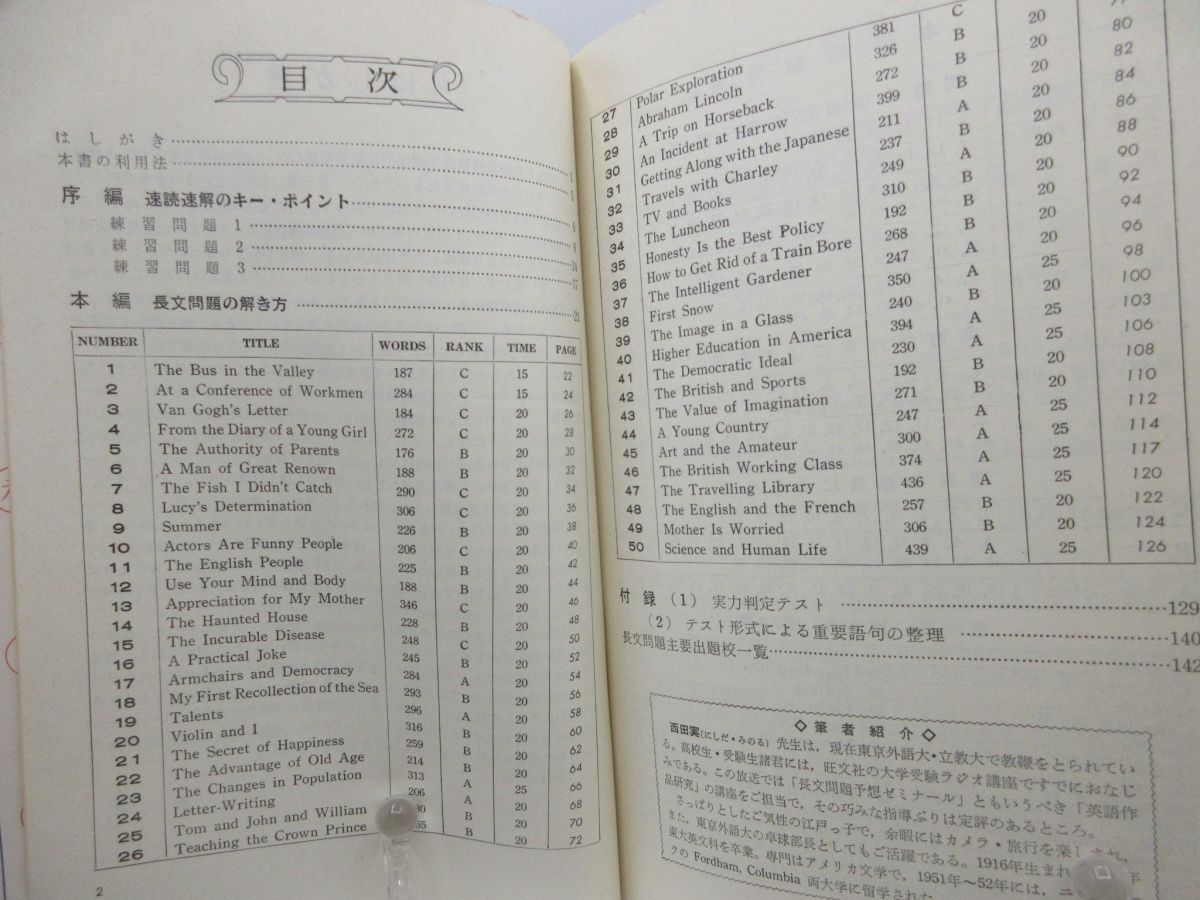 目次
はしがき 1
本書の利用法 5
序編 速読速解のキー・ポイント 6
練習問題 1
練習問題 2
練習問題 3 17
本編 長文問題の解き方 21
NUMBER TITLE WORDS RANK TIME PAGE
1 The Bus in the Valley 187 C 15 22
2 At a Conference of Workmen 284 C 15 24
3 Van Gogh's Letter 184 C 20 26
4 From the Diary of a Young Girl 272 C 20 28
5 The Authority of Parents 176 B 20 30
6 A Man of Great Renown 188 B 20 32
7 The Fish I Didn't Catch 290 C 20 34
8 Lucy's Determination 306 C 20 36
9 Summer 226 B 20 38
10 Actors Are Funny People 206 C 20 40
11 The English People 225 B 20 42
12 Use Your Mind and Body 188 B 20 44
13 Appreciation for My Mother 346 C 20 46
14 The Haunted House 228 B 20 48
15 The Incurable Disease 248 C 20 50
16 A Practical Joke 245 B 20 52
17 Armchairs and Democracy 284 A 20 54
18 My First Recollection of the Sea 293 B 20 56
19 Talents 296 A 20 58
20 Violin and I 316 B 20 60
21 The Secret of Happiness 259 B 20 62
22 The Advantage of Old Age 214 B 20 64
23 The Changes in Population 313 A 25 66
24 Letter-Writing 206 A 20 68
25 Tom and John and William B 20 70
26 Teaching the Crown Prince B 20 72
2
27 Polar Exploration 381 C 20
28 Abraham Lincoln 326 B 20 77
29 A Trip on Horseback 272 B 20 80
30 An Incident at Harrow 399 B 20 82
31 Getting Along with the Japanese 211 A 20 84
32 Travels with Charley 237 B 20 86
33 TV and Books 249 A 20 88
34 The Luncheon 310 B 20 90
35 Honesty Is the Best Policy 192 B 20 92
36 How to Get Rid of a Train Bore 268 B 20 94
37 The Intelligent Gardener 247 A 20 96
38 First Snow 350 A 25 98
39 The Image in a Glass 240 B 20 100
40 Higher Education in America 394 A 25 103
41 The Democratic Ideal 230 A 25 106
42 The British and Sports 192 B 20 108
43 The Value of Imagination 271 B 20 110
44 A Young Country 247 A 25 112
45 Art and the Amateur 300 A 25 114
46 The British Working Class 374 A 25 117
47 The Travelling Library 436 A 25 120
48 The English and the French 257 B 20 122
49 Mother Is Worried 306 B 20 124
50 Science and Human Life 439 A 25 126
付録 (1) 実力判定テスト 129
(2) テスト形式による重要語句の整理 140
長文問題主要出題校一覧 142
◇筆者紹介◇
西田実(にしだ・みのる)先生は，現在東京外語大・立教大で教鞭をとられてい
る。高校生・受験生諸君には，旺文社の大学受験ラジオ講座ですでにおなじ
みである。この放送では「長文問題予想ゼミナール」ともいうべき「英語作
品研究」の講座をご担当で，その巧みな指導ぶりは定評のあるところ。
さっぱりとしたご気性の江戸っ子で，余暇にはカメラ・旅行を楽しまれ，
また，東京外語大の卓球部長としてもご活躍である。1916年生まれ
東大英文科を卒業。専門はアメリカ文学で，1951年〜52年には，ニ
クの Fordham, Columbia 両大学に留学された